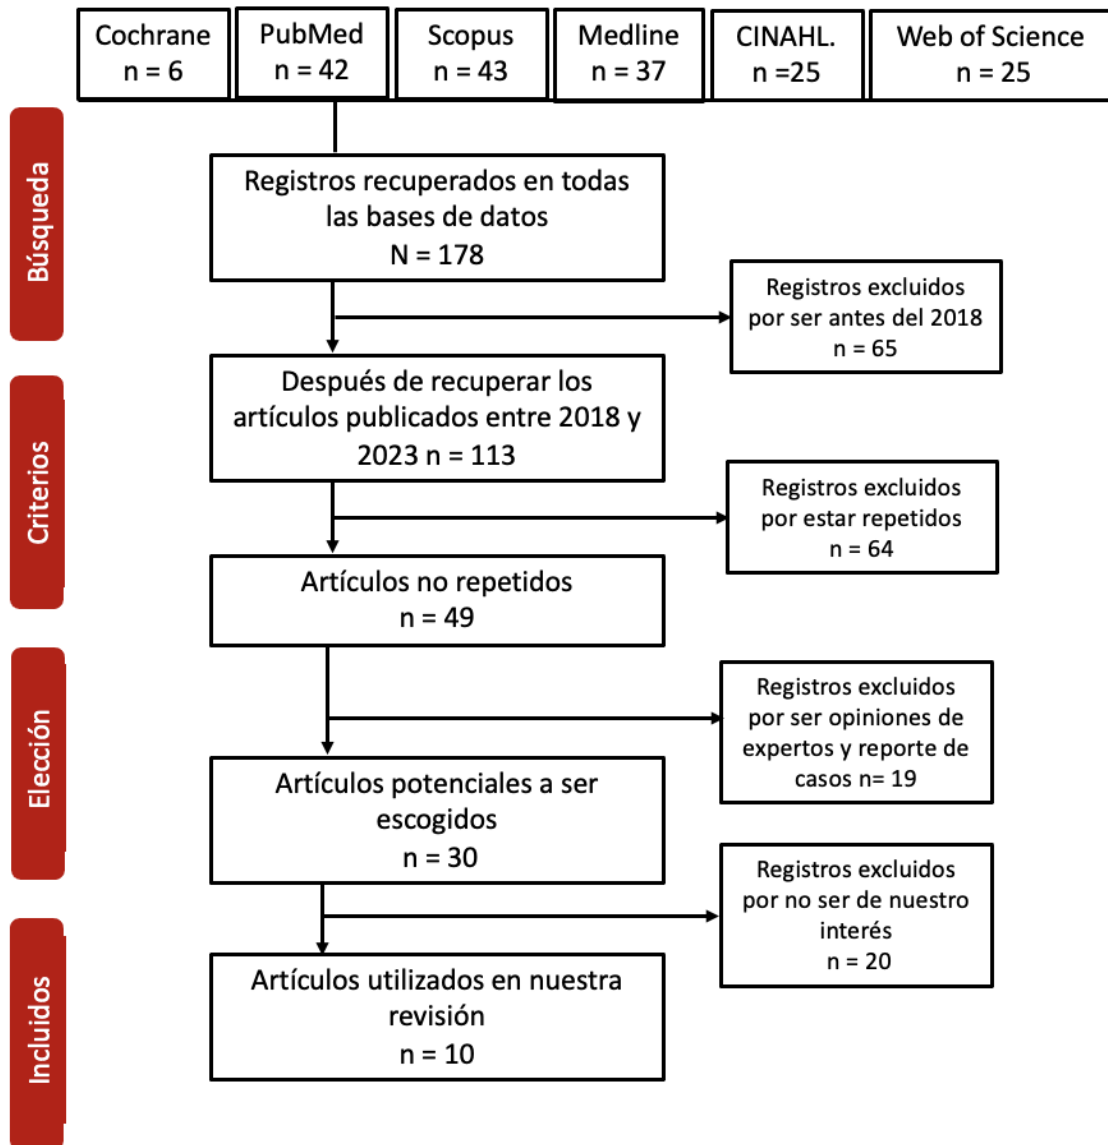 Cochrane
n = 6
PubMed
n = 42
Scopus
n = 43
Medline
n = 37
CINAHL.
n =25
Web of Science
n = 25
Búsqueda
Registros recuperados en todas
las bases de datos
N = 178
Registros excluidos
por ser antes del 2018
n = 65
Criterios
Después de recuperar los
artículos publicados entre 2018 y
2023 n = 113
Registros excluidos
por estar repetidos
n = 64
Artículos no repetidos
n = 49
Elección
Registros excluidos
por ser opiniones de
expertos y reporte de
casos n= 19
Artículos potenciales a ser
escogidos
n = 30
Registros excluidos
por no ser de nuestro
interés
n = 20
Incluidos
Artículos utilizados en nuestra
revisión
n = 10